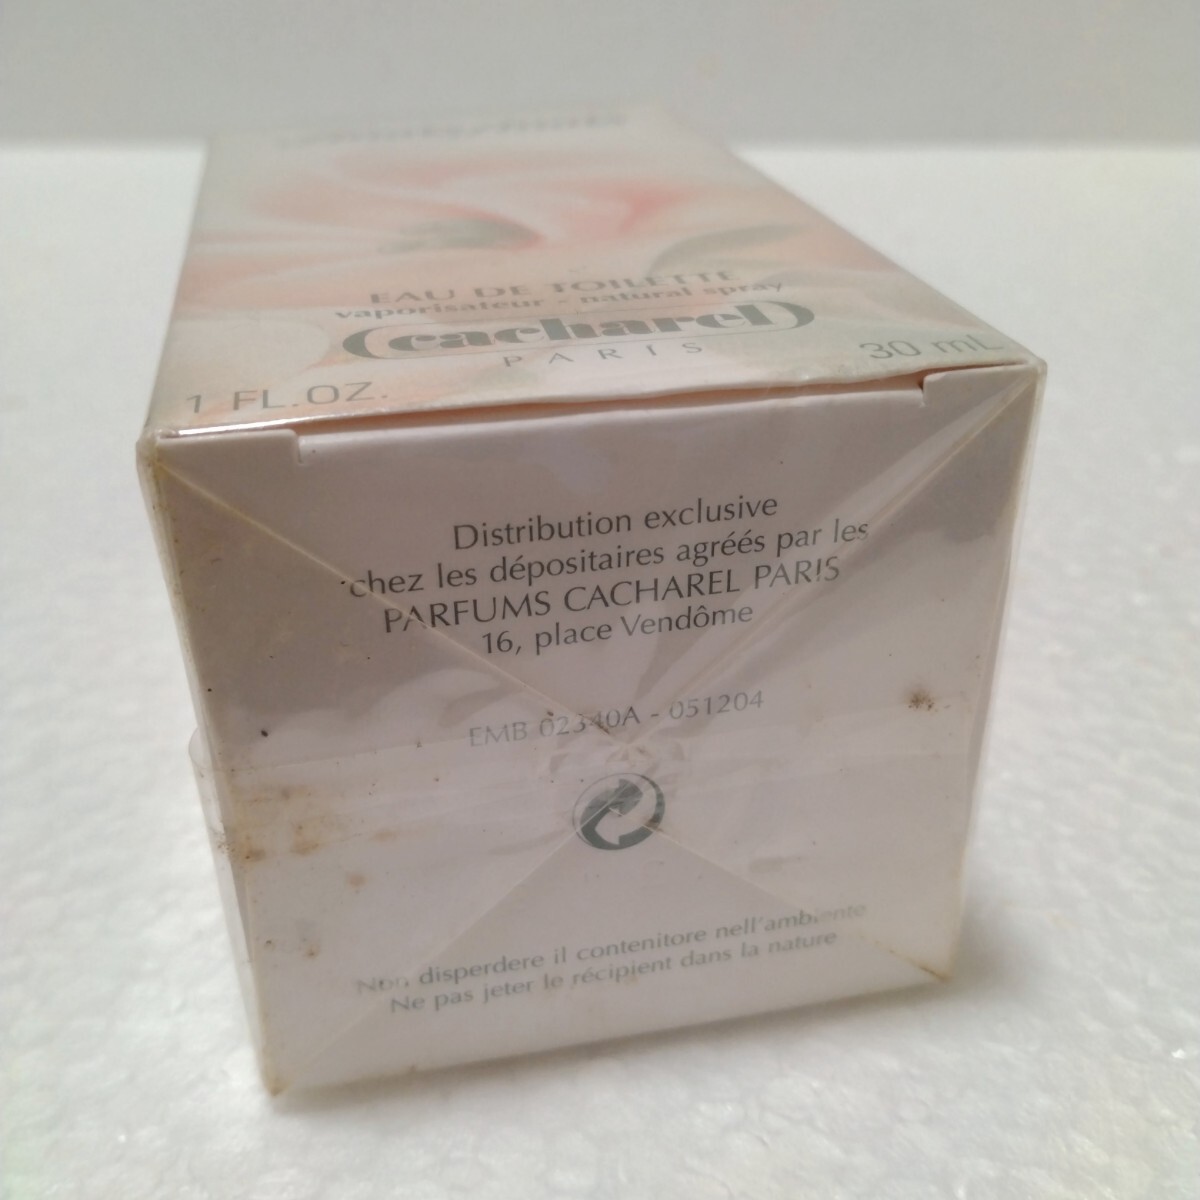 EAU DE TOILETTE
vaporisateur - natural spray
cacharel
PARIS
1 FL.OZ. 30 mL
Distribution exclusive
chez les dépositaires agréés par les
PARFUMS CACHAREL PARIS
16, place Vendôme
EMB 02340A - 051204
Non disperdere il contenitore nell'ambiente
Ne pas jeter le récipient dans la nature